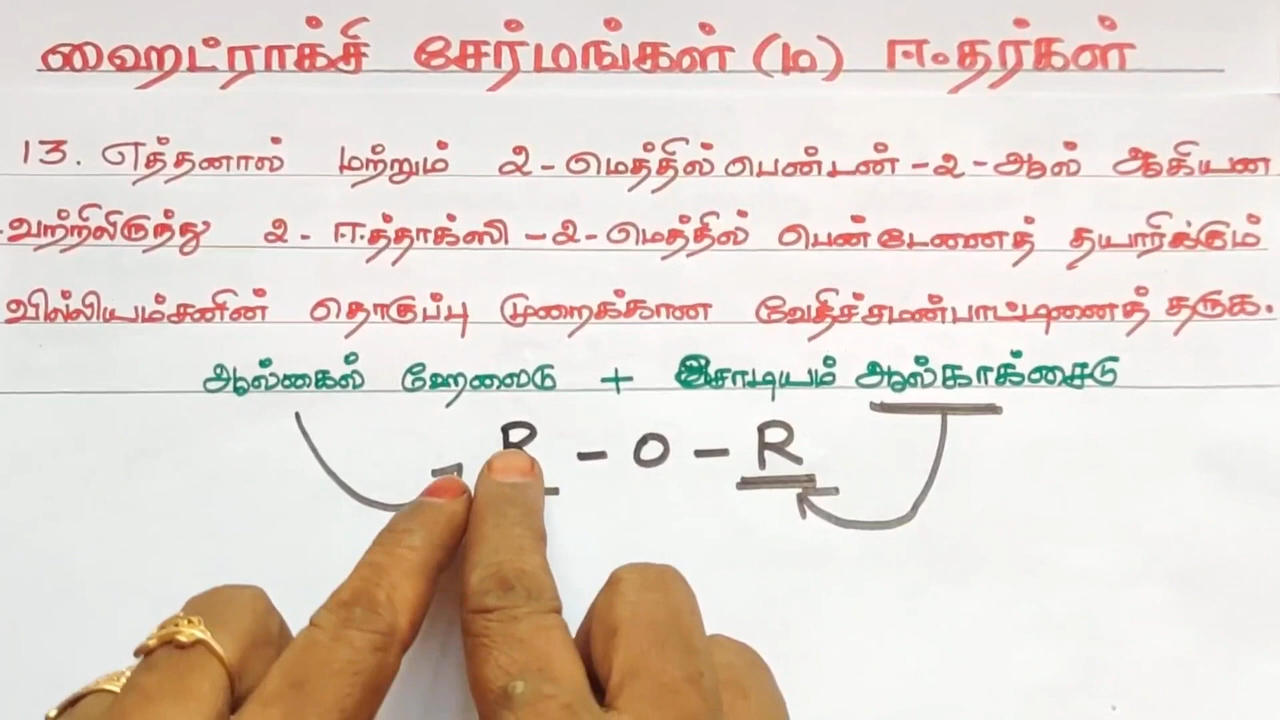 ஹைட்ராக்சி சேர்மங்கள் (ம) ஈதர்கள்
13. எத்தனால் மற்றும் 2-மெத்தில்பென்டன்-2-ஆல் ஆகியன
வற்றிலிருந்து 2-ஈத்தாக்ஸி-2-மெத்தில் பென்டேணைத் தயாரிக்கும்
வில்லியம்சனின் தொகுப்பு முறைக்கான வேதிச்சமன்பாட்டினைத் தருக.
ஆல்கைல் ஹேலைடு + சோடியம் ஆல்காக்சைடு
R - O - R